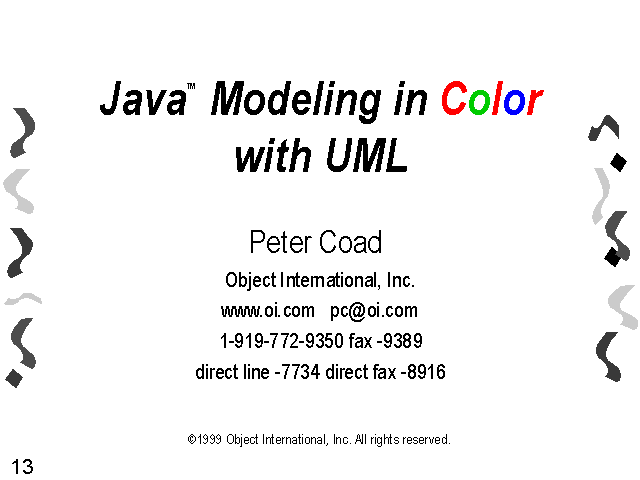 Java™ Modeling in Color
with UML
Peter Coad
Object International, Inc.
www.oi.com pc@oi.com
1-919-772-9350 fax -9389
direct line -7734 direct fax -8916
©1999 Object International, Inc. All rights reserved.
13